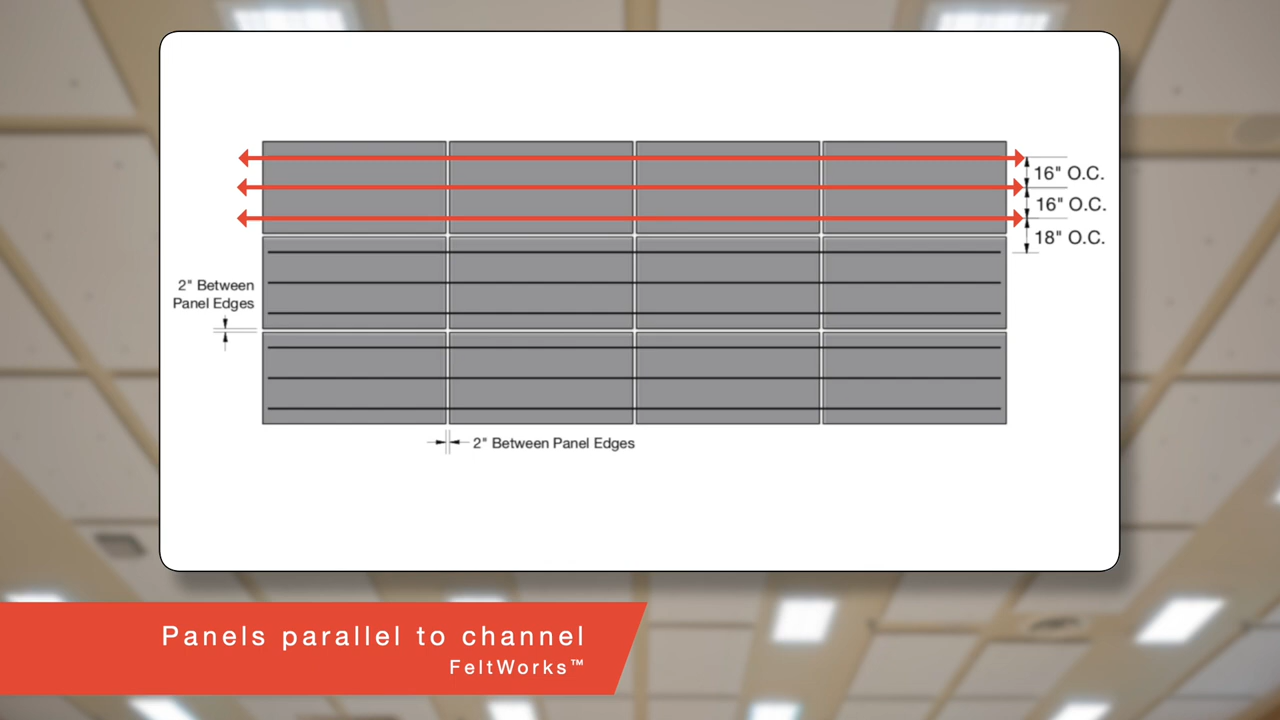 16" O.C.
16" O.C.
18" O.C.
2" Between
Panel Edges
2" Between Panel Edges
Panels parallel to channel
FeltWorks™